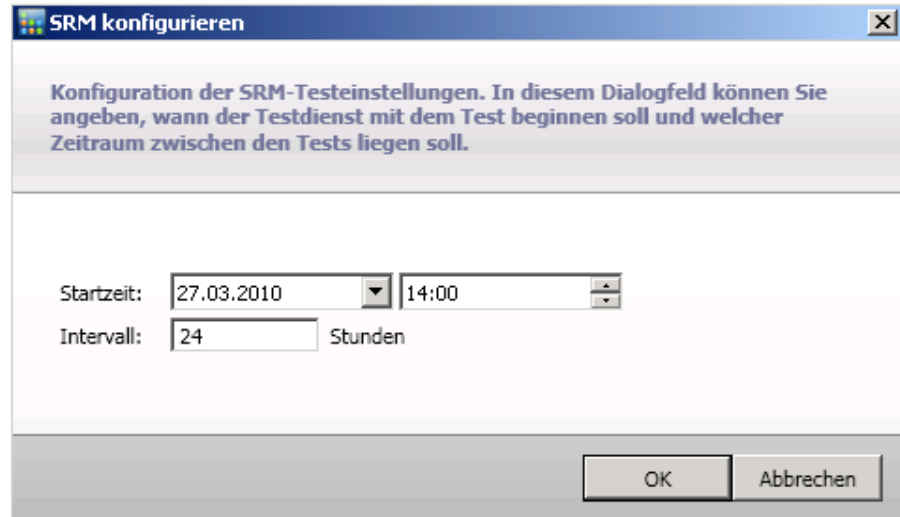 SRM konfigurieren
Konfiguration der SRM-Testeinstellungen. In diesem Dialogfeld können Sie
angeben, wann der Testdienst mit dem Test beginnen soll und welcher
Zeitraum zwischen den Tests liegen soll.
Startzeit: 27.03.2010 14:00
Intervall: 24 Stunden
OK Abbrechen